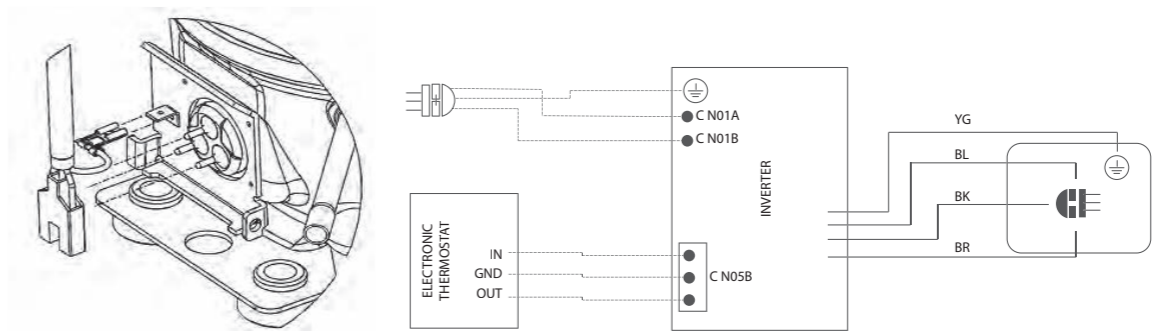 C N01A
C N01B
INVERTER
YG
BL
BK
BR
ELECTRONIC
THERMOSTAT
IN
GND
OUT
C N05B